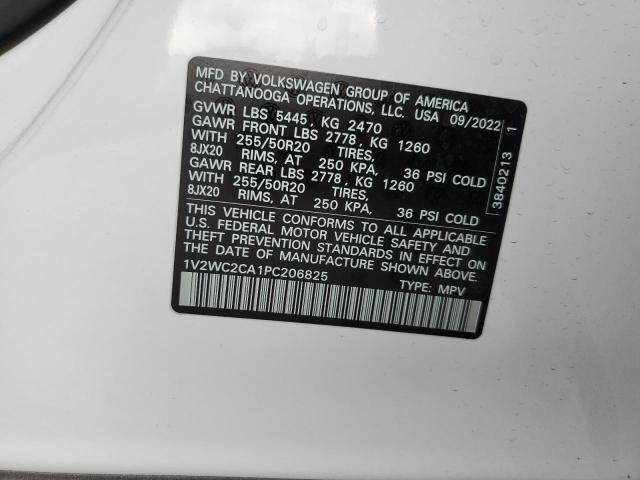 MFD BY VOLKSWAGEN GROUP OF AMERICA
CHATTANOOGA OPERATIONS, LLC. USA 09/2022
GVWR LBS 5445, KG 2470
GAWR FRONT LBS 2778, KG 1260
WITH 255/50R20 TIRES,
8JX20 RIMS, AT 250 KPA, 36 PSI COLD
GAWR REAR LBS 2778, KG 1260
WITH 255/50R20 TIRES,
8JX20 RIMS, AT 250 KPA, 36 PSI COLD
THIS VEHICLE CONFORMS TO ALL APPLICABLE
U.S. FEDERAL MOTOR VEHICLE SAFETY AND
THEFT PREVENTION STANDARDS IN EFFECT ON
THE DATE OF MANUFACTURE SHOWN ABOVE.
1V2WC2CA1PC206825 TYPE: MPV
3840213 1